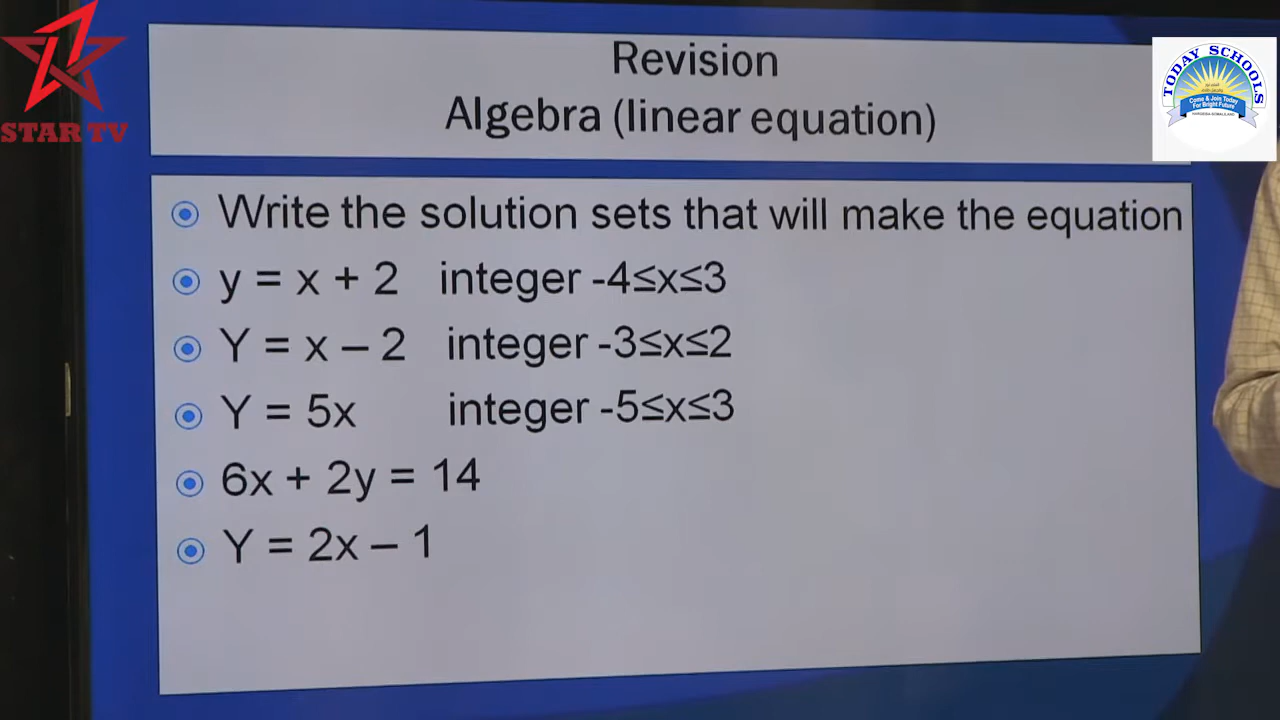 STAR TV
TODAY SCHOOLS
Come & Join Today
For Bright Future
HARGEISA-SOMALILAND
Revision
Algebra (linear equation)
Write the solution sets that will make the equation
y = x + 2 integer -4≤x≤3
Y = x – 2 integer -3≤x≤2
Y = 5x integer -5≤x≤3
6x + 2y = 14
Y = 2x – 1